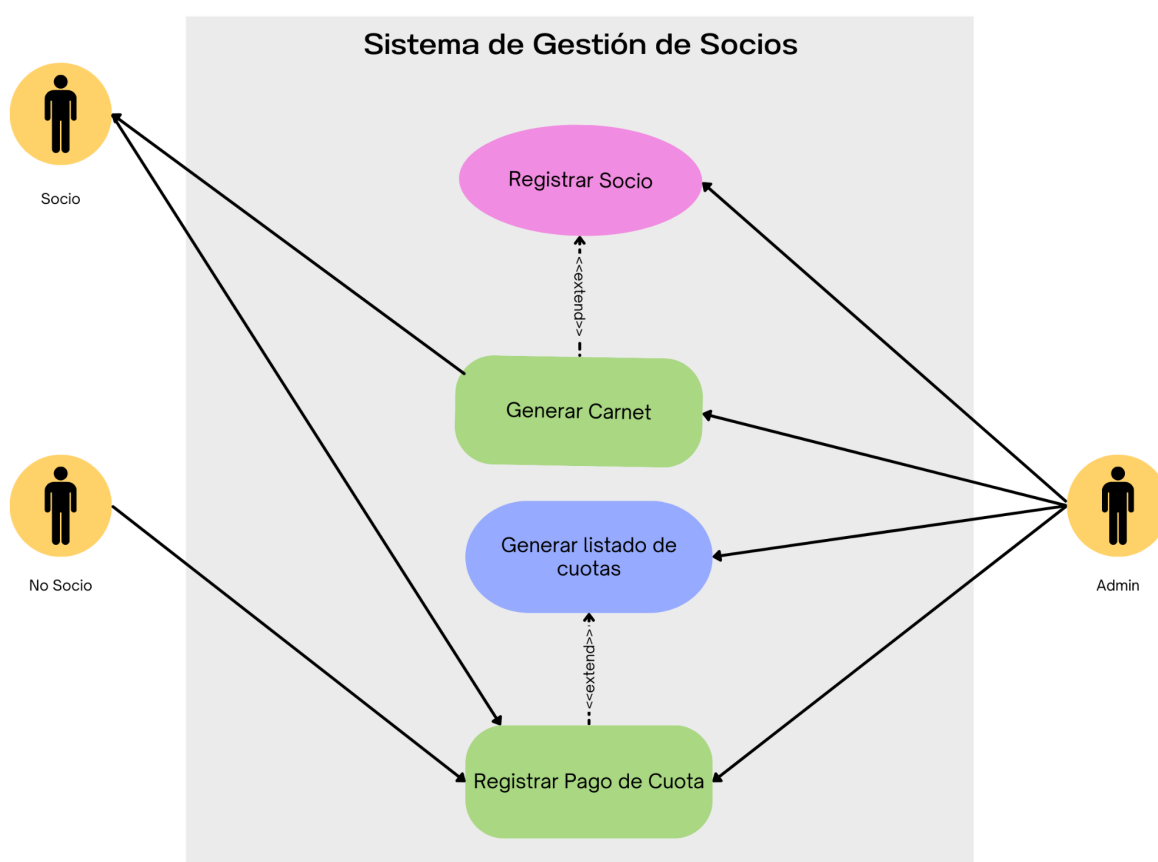 Sistema de Gestión de Socios
Socio
Registrar Socio
<<extend>>
Generar Carnet
No Socio
Generar listado de
cuotas
Admin
<<extend>>
Registrar Pago de Cuota